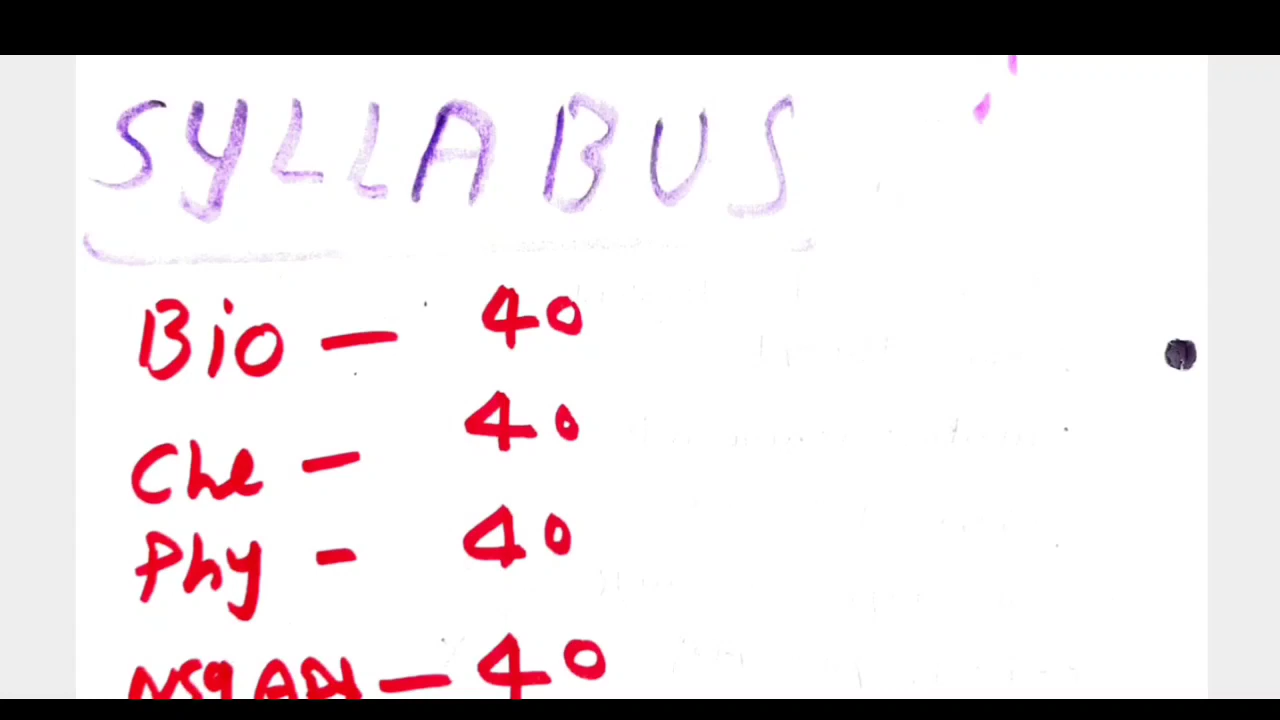 SYLLABUS
Bio - 40
Che - 40
Phy - 40
- 40